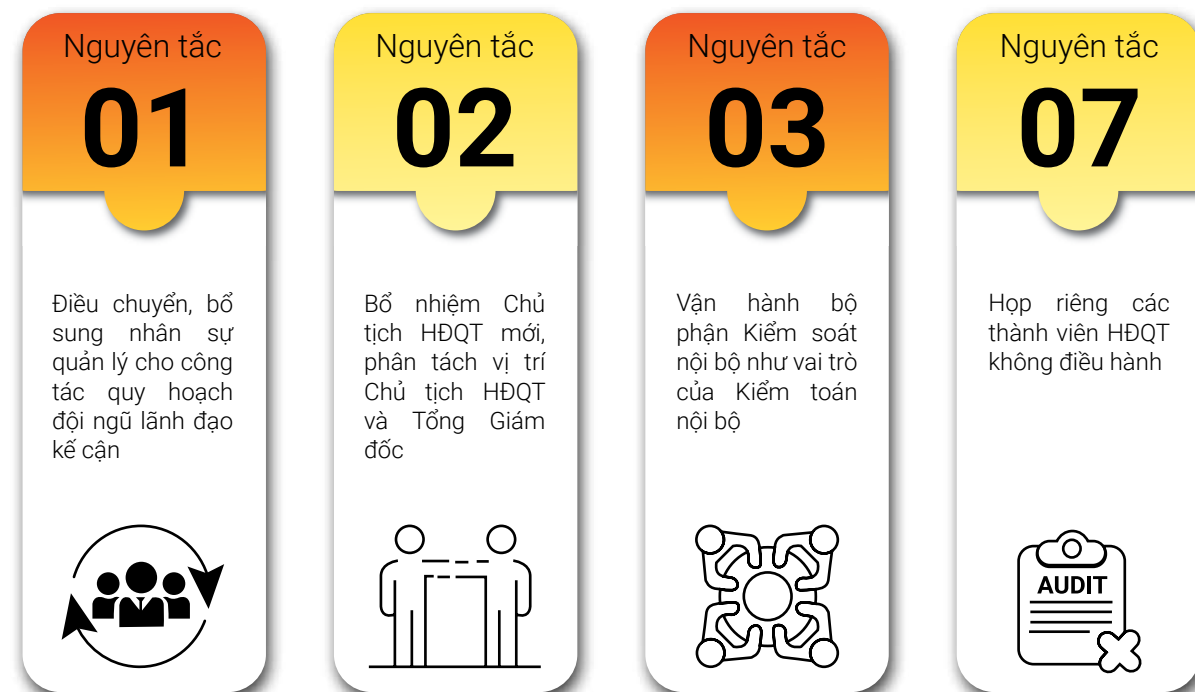 Nguyên tắc
01
Điều chuyển, bổ
sung nhân sự
quản lý cho công
tác quy hoạch
đội ngũ lãnh đạo
kế cận
Nguyên tắc
02
Bổ nhiệm Chủ
tịch HĐQT mới,
phân tách vị trí
Chủ tịch HĐQT
và Tổng Giám
đốc
Nguyên tắc
03
Vận hành bộ
phận Kiểm soát
nội bộ như vai trò
của Kiểm toán
nội bộ
Nguyên tắc
07
Họp riêng các
thành viên HĐQT
không điều hành
AUDIT